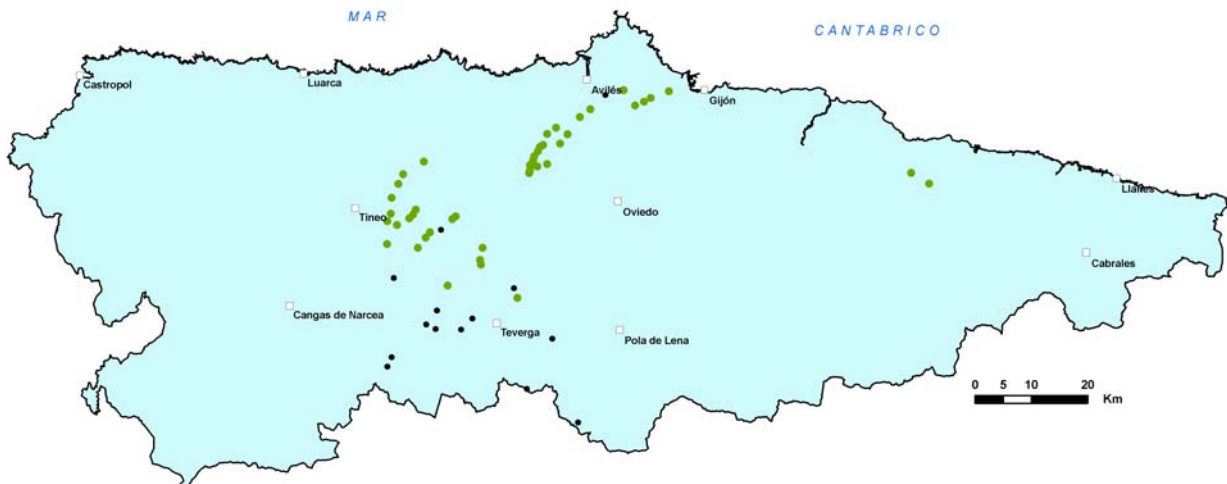 MAR
CANTABRICO
Castropol
Luarca
Avilés
Gijón
Llanes
Tineo
Oviedo
Cabrales
Cangas de Narcea
Teverga
Pola de Lena
0 5 10 20
Km